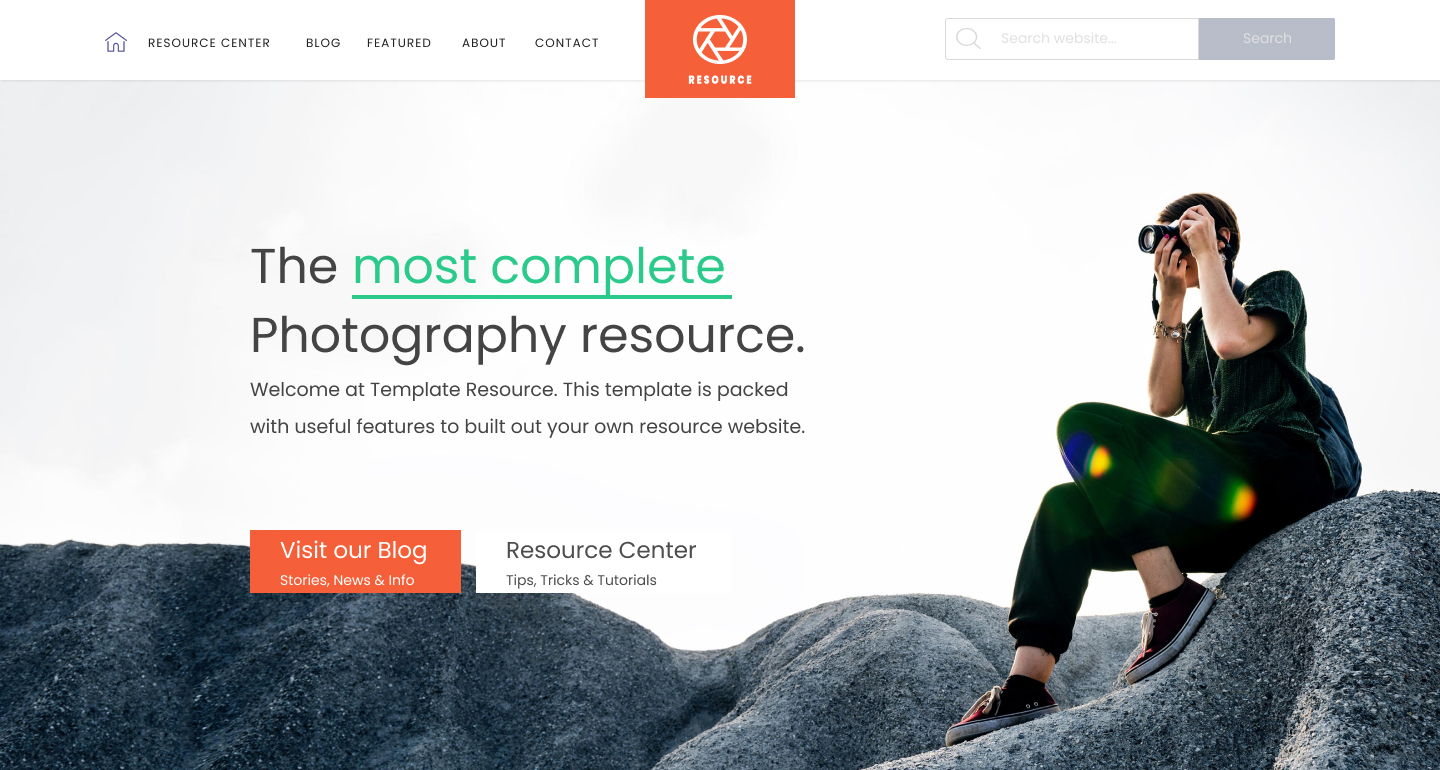 RESOURCE CENTER BLOG FEATURED ABOUT CONTACT
RESOURCE
Search website... Search
The most complete
Photography resource.
Welcome at Template Resource. This template is packed
with useful features to built out your own resource website.
Visit our Blog
Stories, News & Info
Resource Center
Tips, Tricks & Tutorials